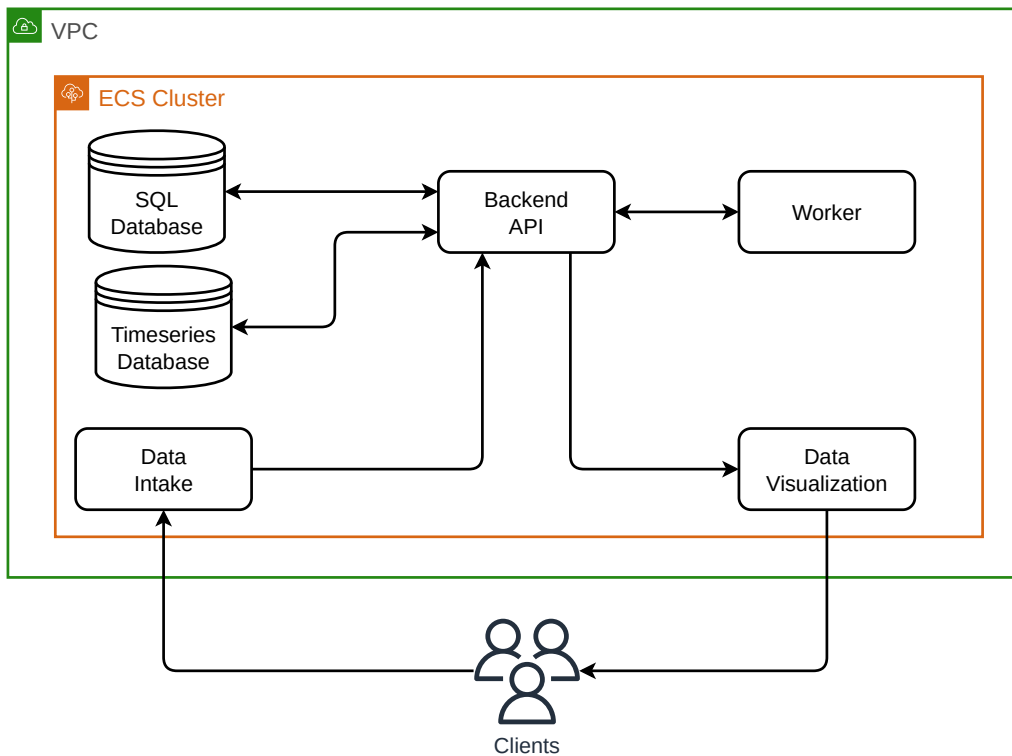 VPC
ECS Cluster
SQL
Database
Backend
API
Worker
Timeseries
Database
Data
Intake
Data
Visualization
Clients